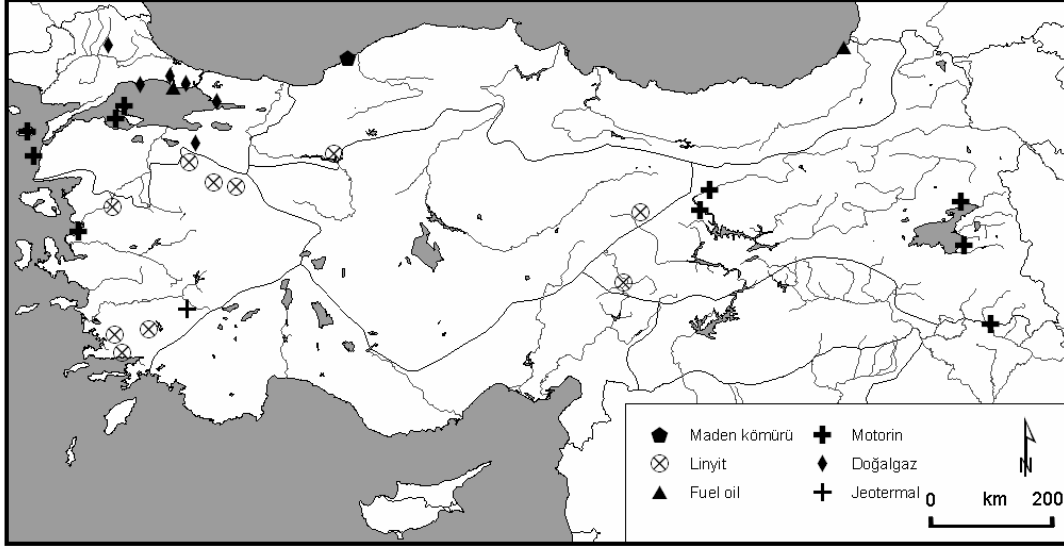 Maden kömürü
Motorin
N
Linyit
Doğalgaz
Fuel oil
Jeotermal
0 km 200